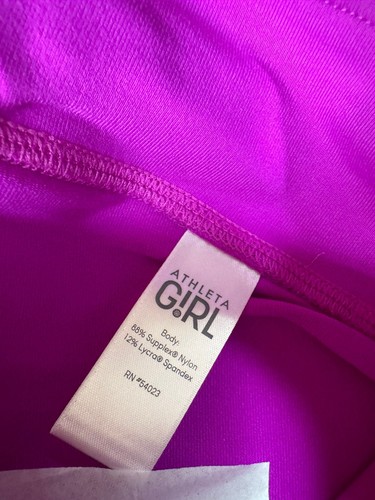 ATHLETA
GIRL
Body:
88% Supplex® Nylon
12% Lycra® Spandex
RN #54023